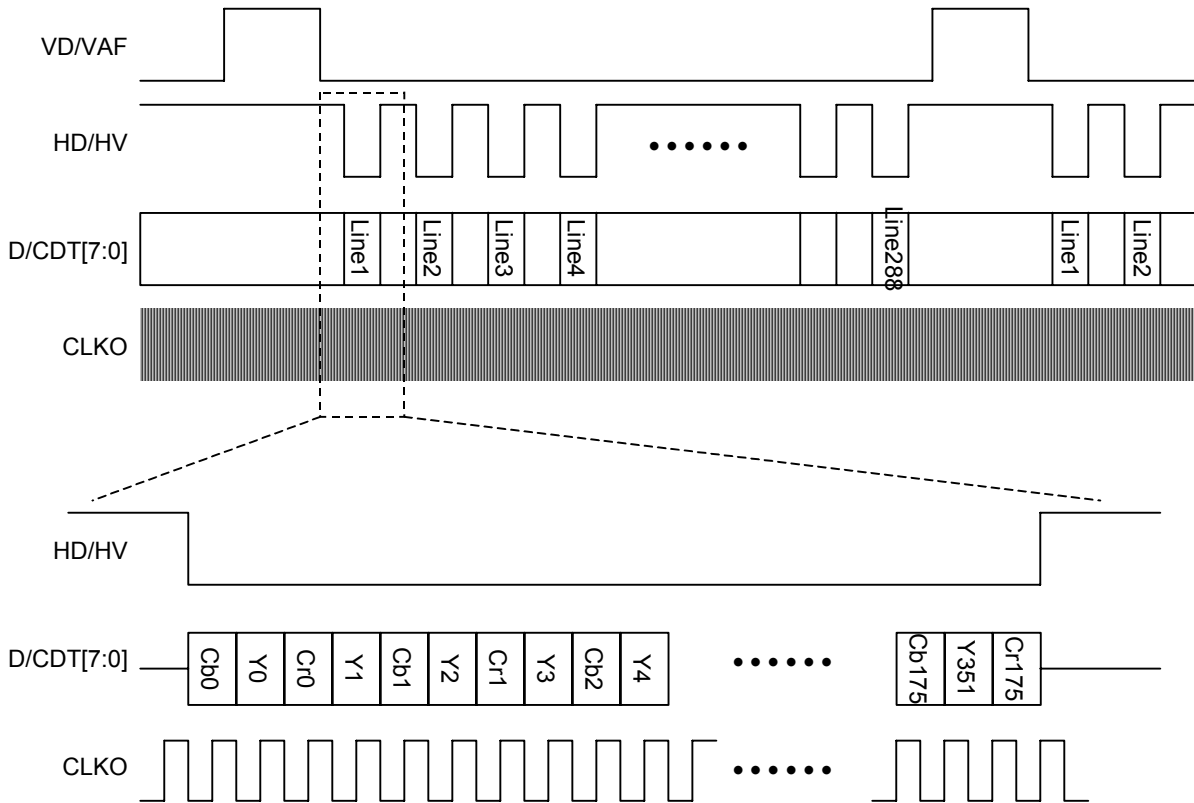 VD/VAF
HD/HV
D/CDT[7:0]
Line1
Line2
Line3
Line4
Line288
Line1
Line2
CLKO
HD/HV
D/CDT[7:0]
Cb0
Y0
Cr0
Y1
Cb1
Y2
Cr1
Y3
Cb2
Y4
Cb175
Y351
Cr175
CLKO